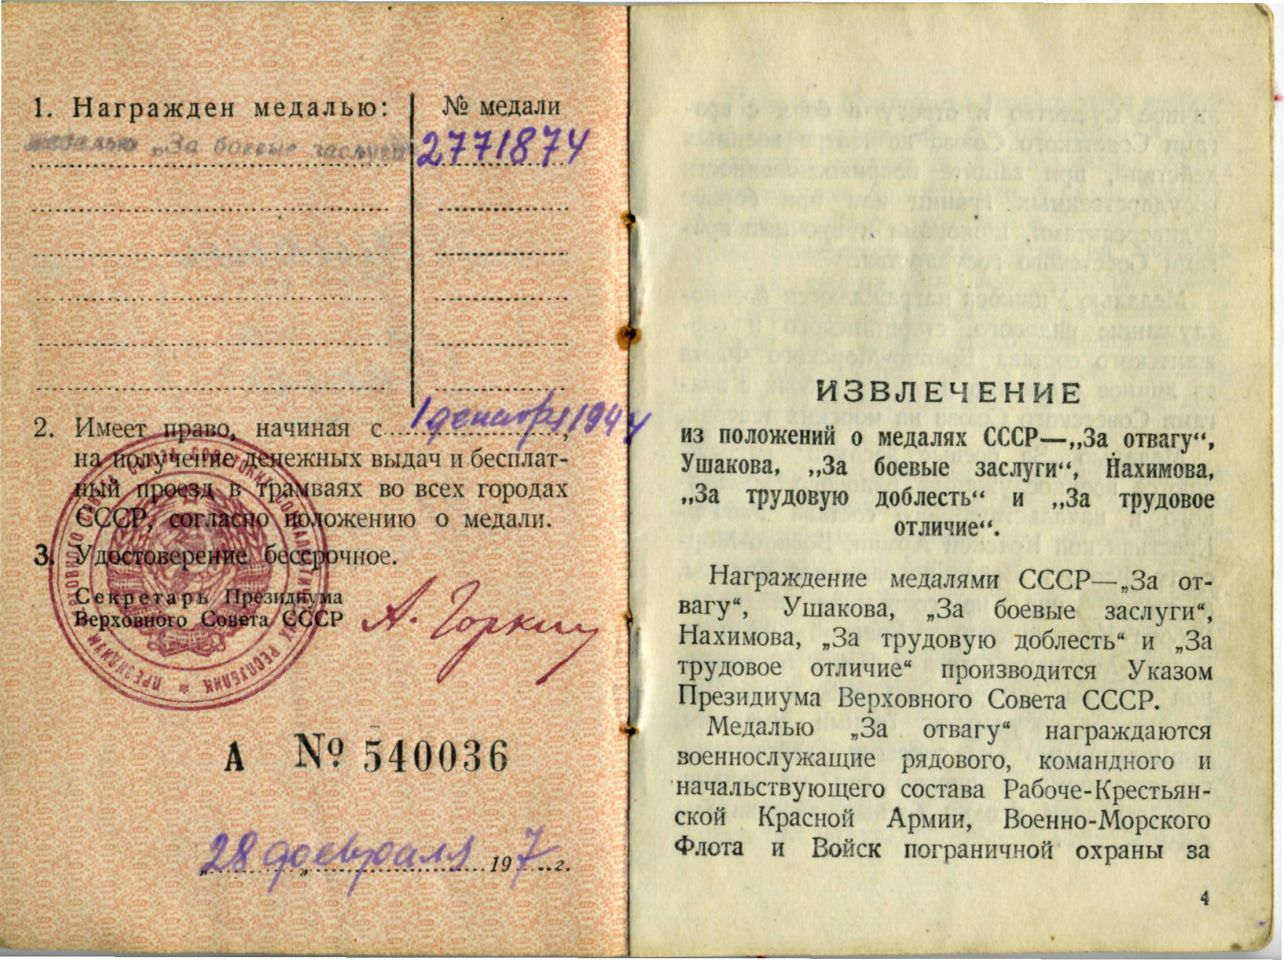 1. Награжден медалью:
№ медали
медалью „За боевые заслуги“
2771874
2. Имеет право, начиная с 1 декабря 1944,
на получение денежных выдач и бесплат-
ный проезд в трамваях во всех городах
СССР, согласно положению о медали.
3. Удостоверение бессрочное.
Секретарь Президиума
Верховного Совета СССР
А. Горкин
А № 540036
„28 февраля 197 г.
ИЗВЛЕЧЕНИЕ
из положений о медалях СССР—„За отвагу“,
Ушакова, „За боевые заслуги“, Нахимова,
„За трудовую доблесть“ и „За трудовое
отличие“.
Награждение медалями СССР—„За от-
вагу“, Ушакова, „За боевые заслуги“,
Нахимова, „За трудовую доблесть“ и „За
трудовое отличие“ производится Указом
Президиума Верховного Совета СССР.
Медалью „За отвагу“ награждаются
военнослужащие рядового, командного и
начальствующего состава Рабоче-Крестьян-
ской Красной Армии, Военно-Морского
Флота и Войск пограничной охраны за
4